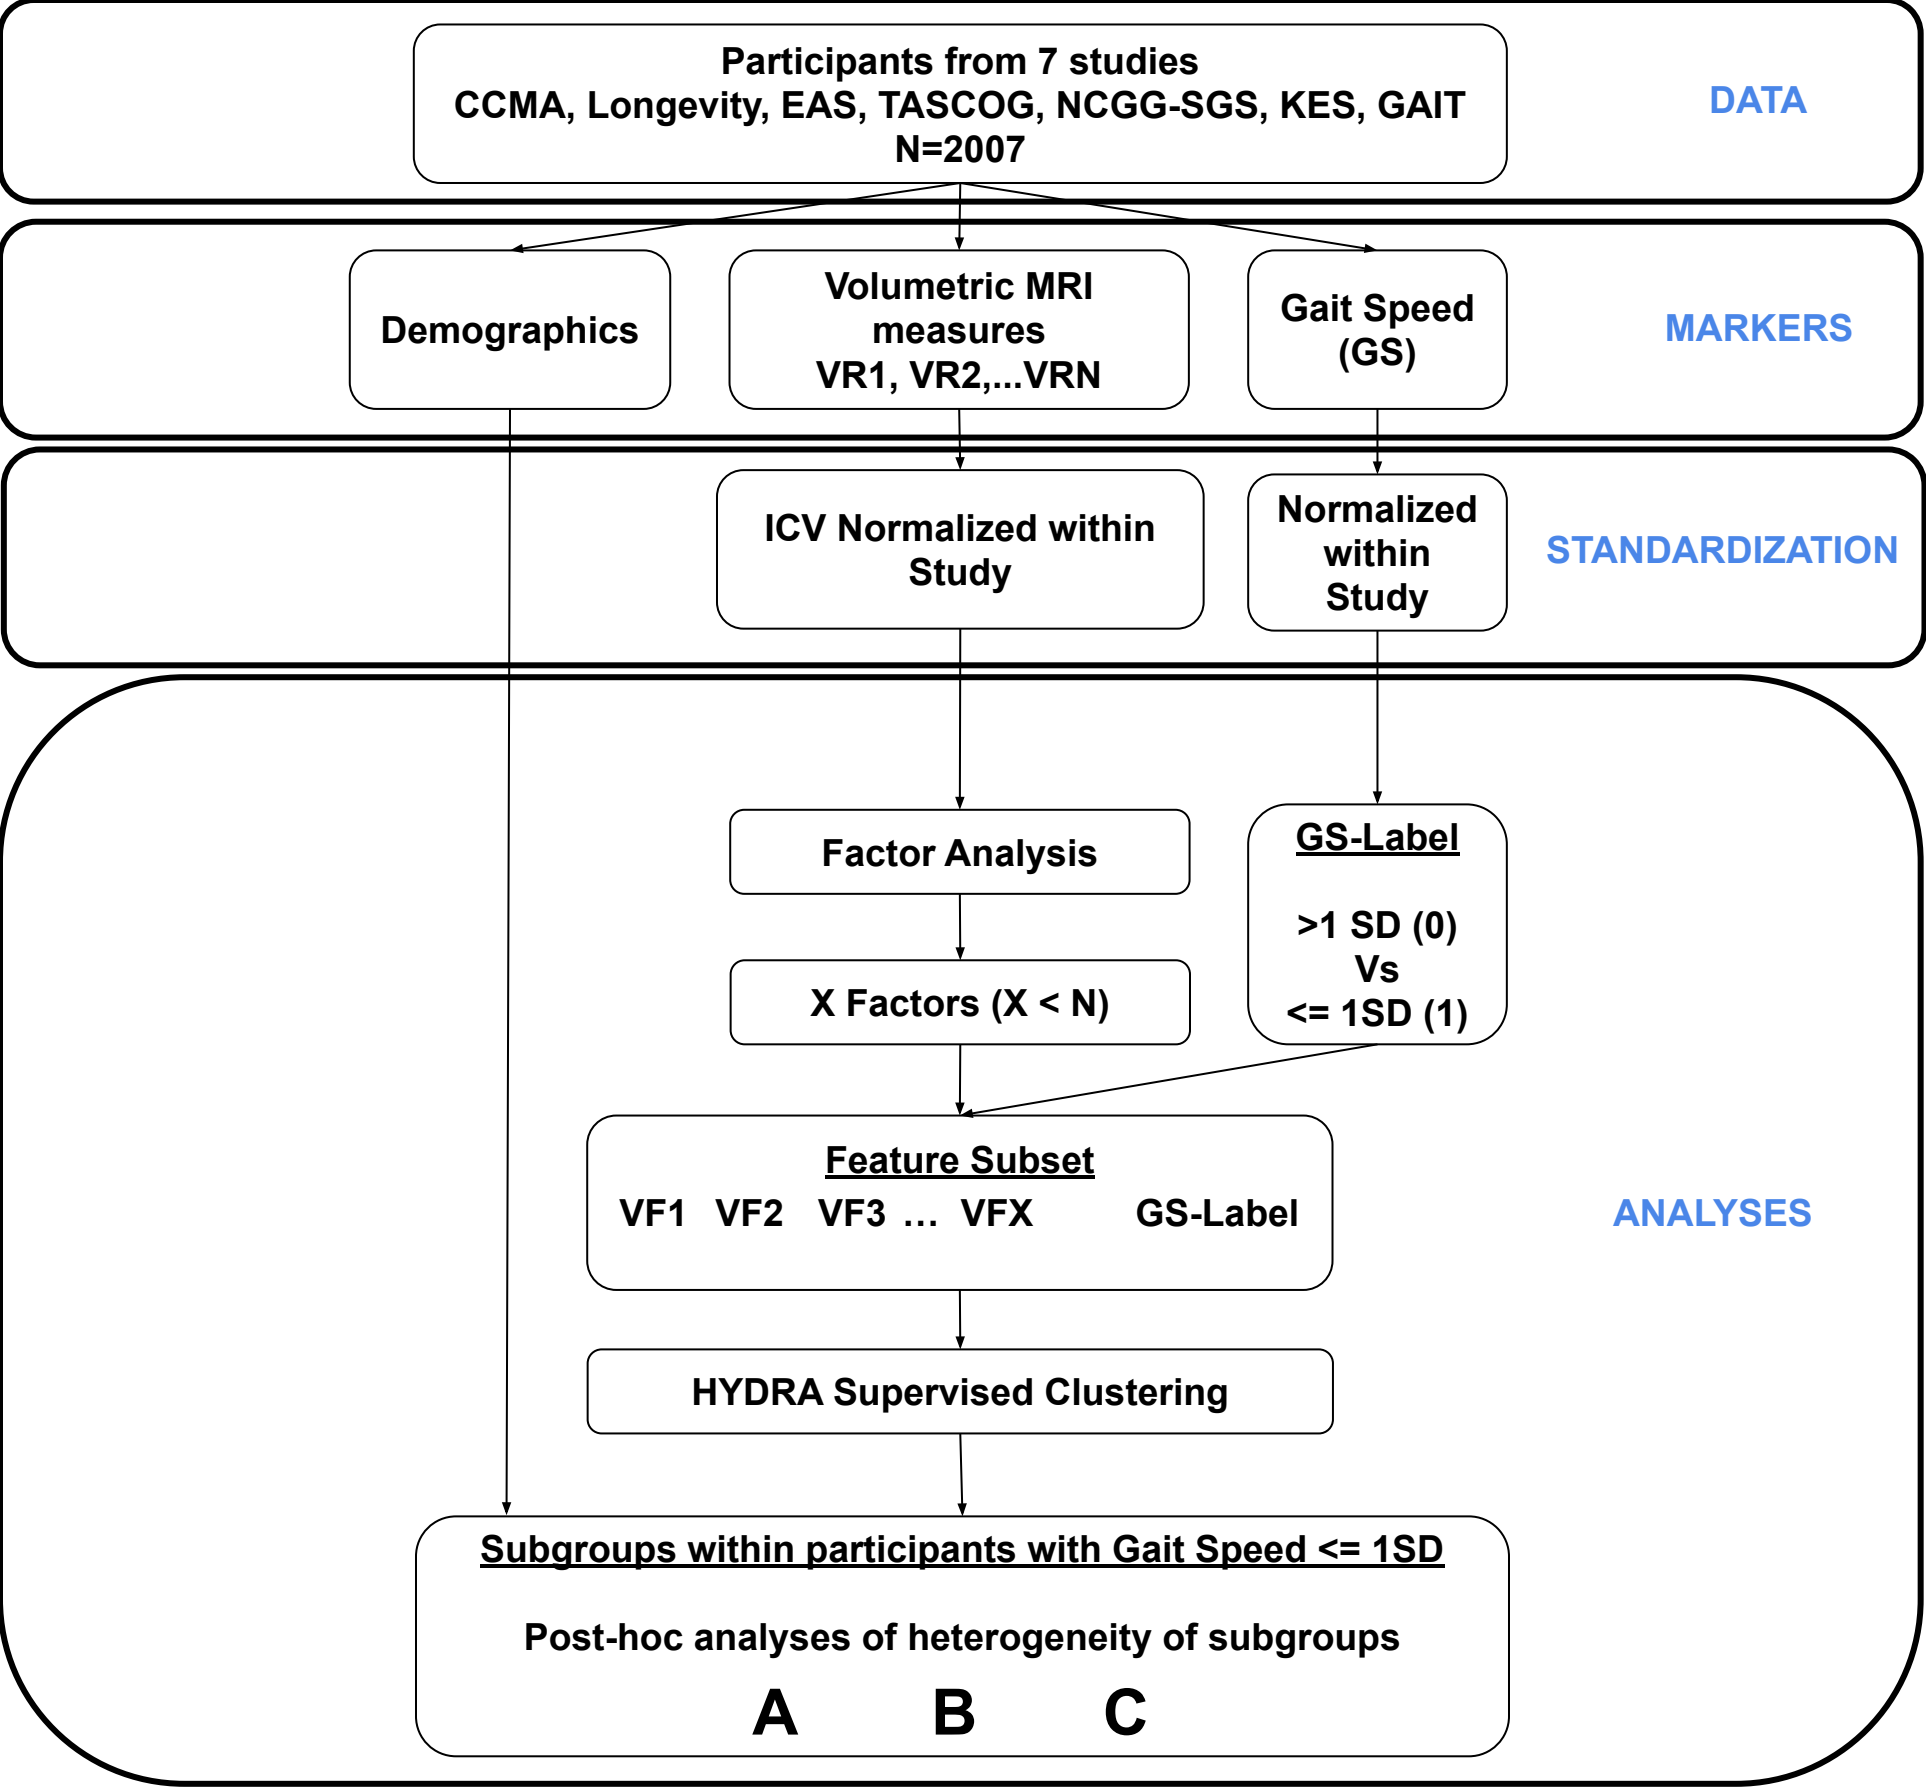 Participants from 7 studies
CCMA, Longevity, EAS, TASCOG, NCGG-SGS, KES, GAIT
N=2007
DATA
Demographics
Volumetric MRI
measures
VR1, VR2,...VRN
Gait Speed
(GS)
MARKERS
ICV Normalized within
Study
Normalized
within
Study
STANDARDIZATION
Factor Analysis
X Factors (X < N)
GS-Label
>1 SD (0)
Vs
<= 1SD (1)
Feature Subset
VF1 VF2 VF3 ... VFX GS-Label
ANALYSES
HYDRA Supervised Clustering
Subgroups within participants with Gait Speed <= 1SD
Post-hoc analyses of heterogeneity of subgroups
A B C